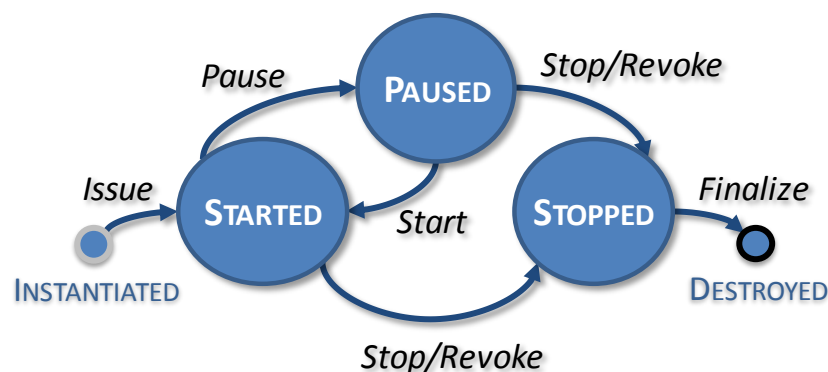 Pause
PAUSED
Stop/Revoke
Issue
STARTED
Start
STOPPED
Finalize
INSTANTIATED
DESTROYED
Stop/Revoke